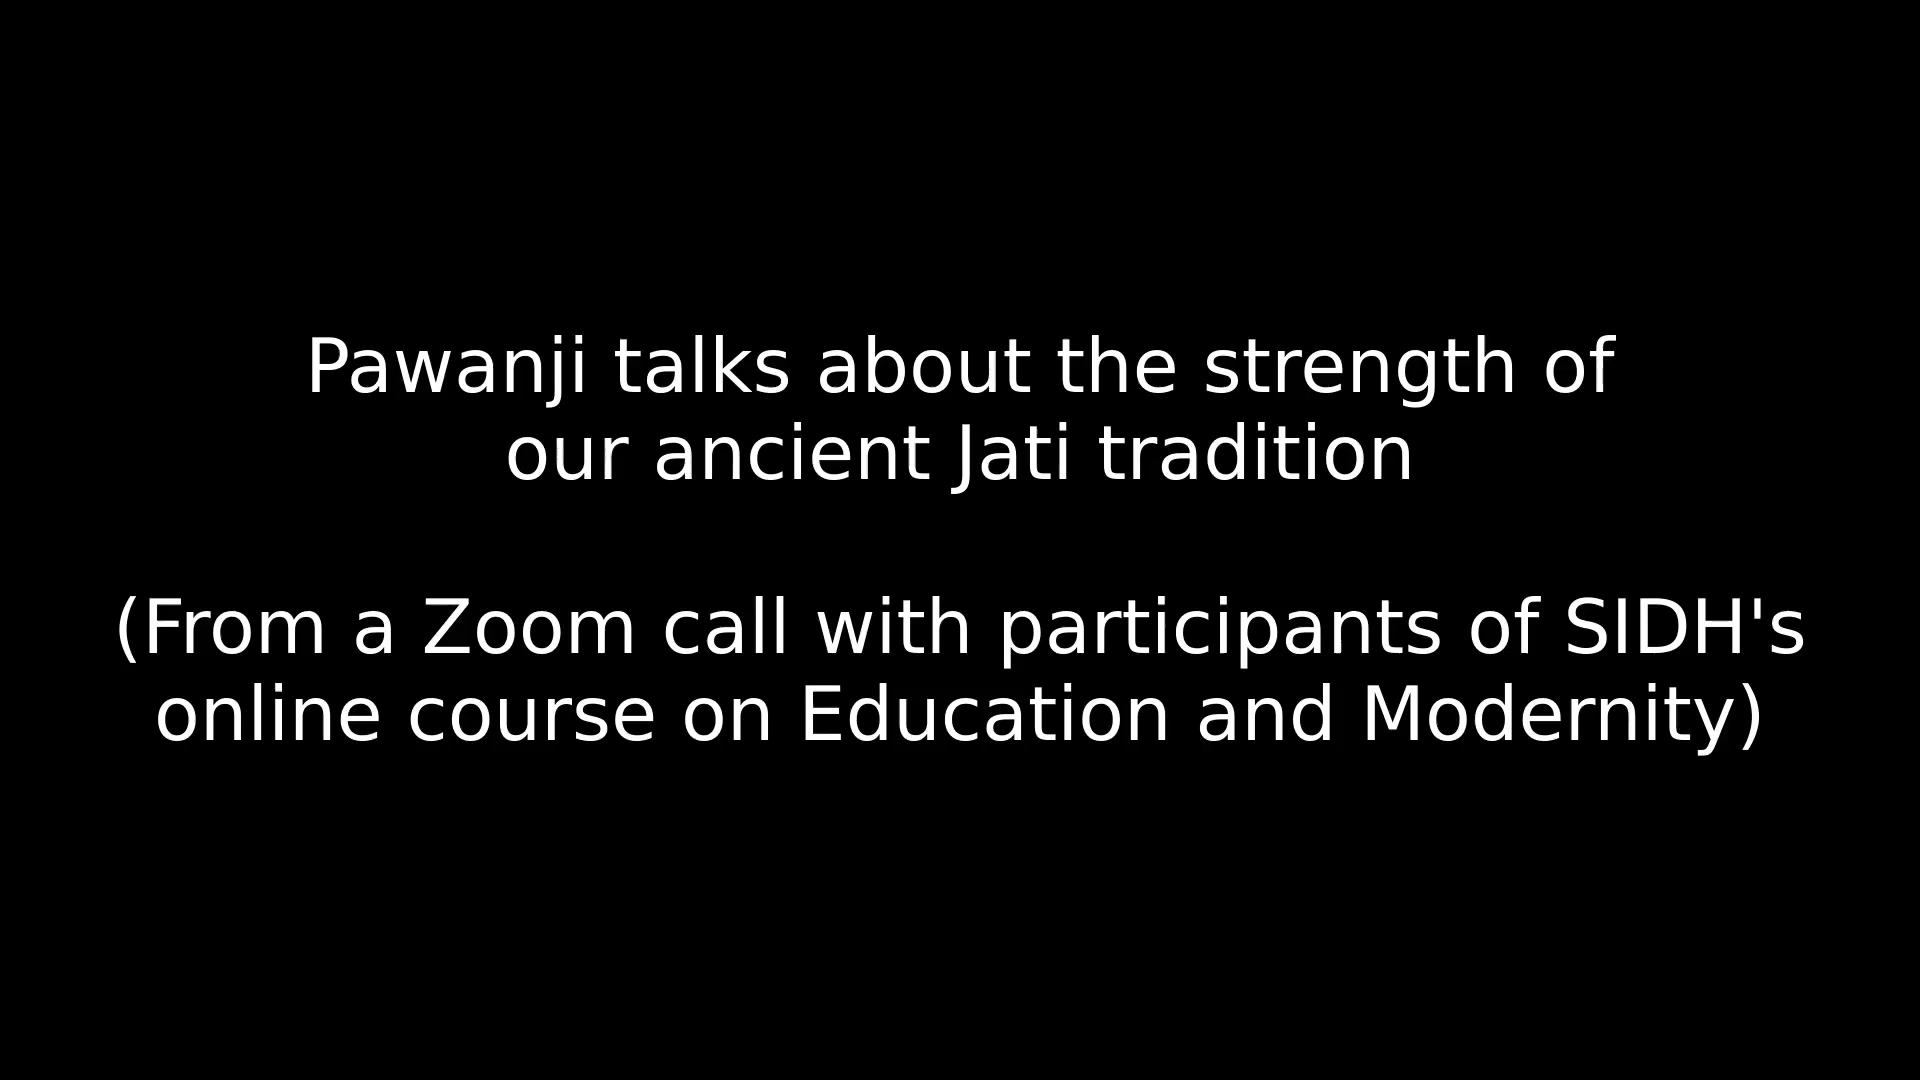 Pawanji talks about the strength of
our ancient Jati tradition
(From a Zoom call with participants of SIDH's
online course on Education and Modernity)